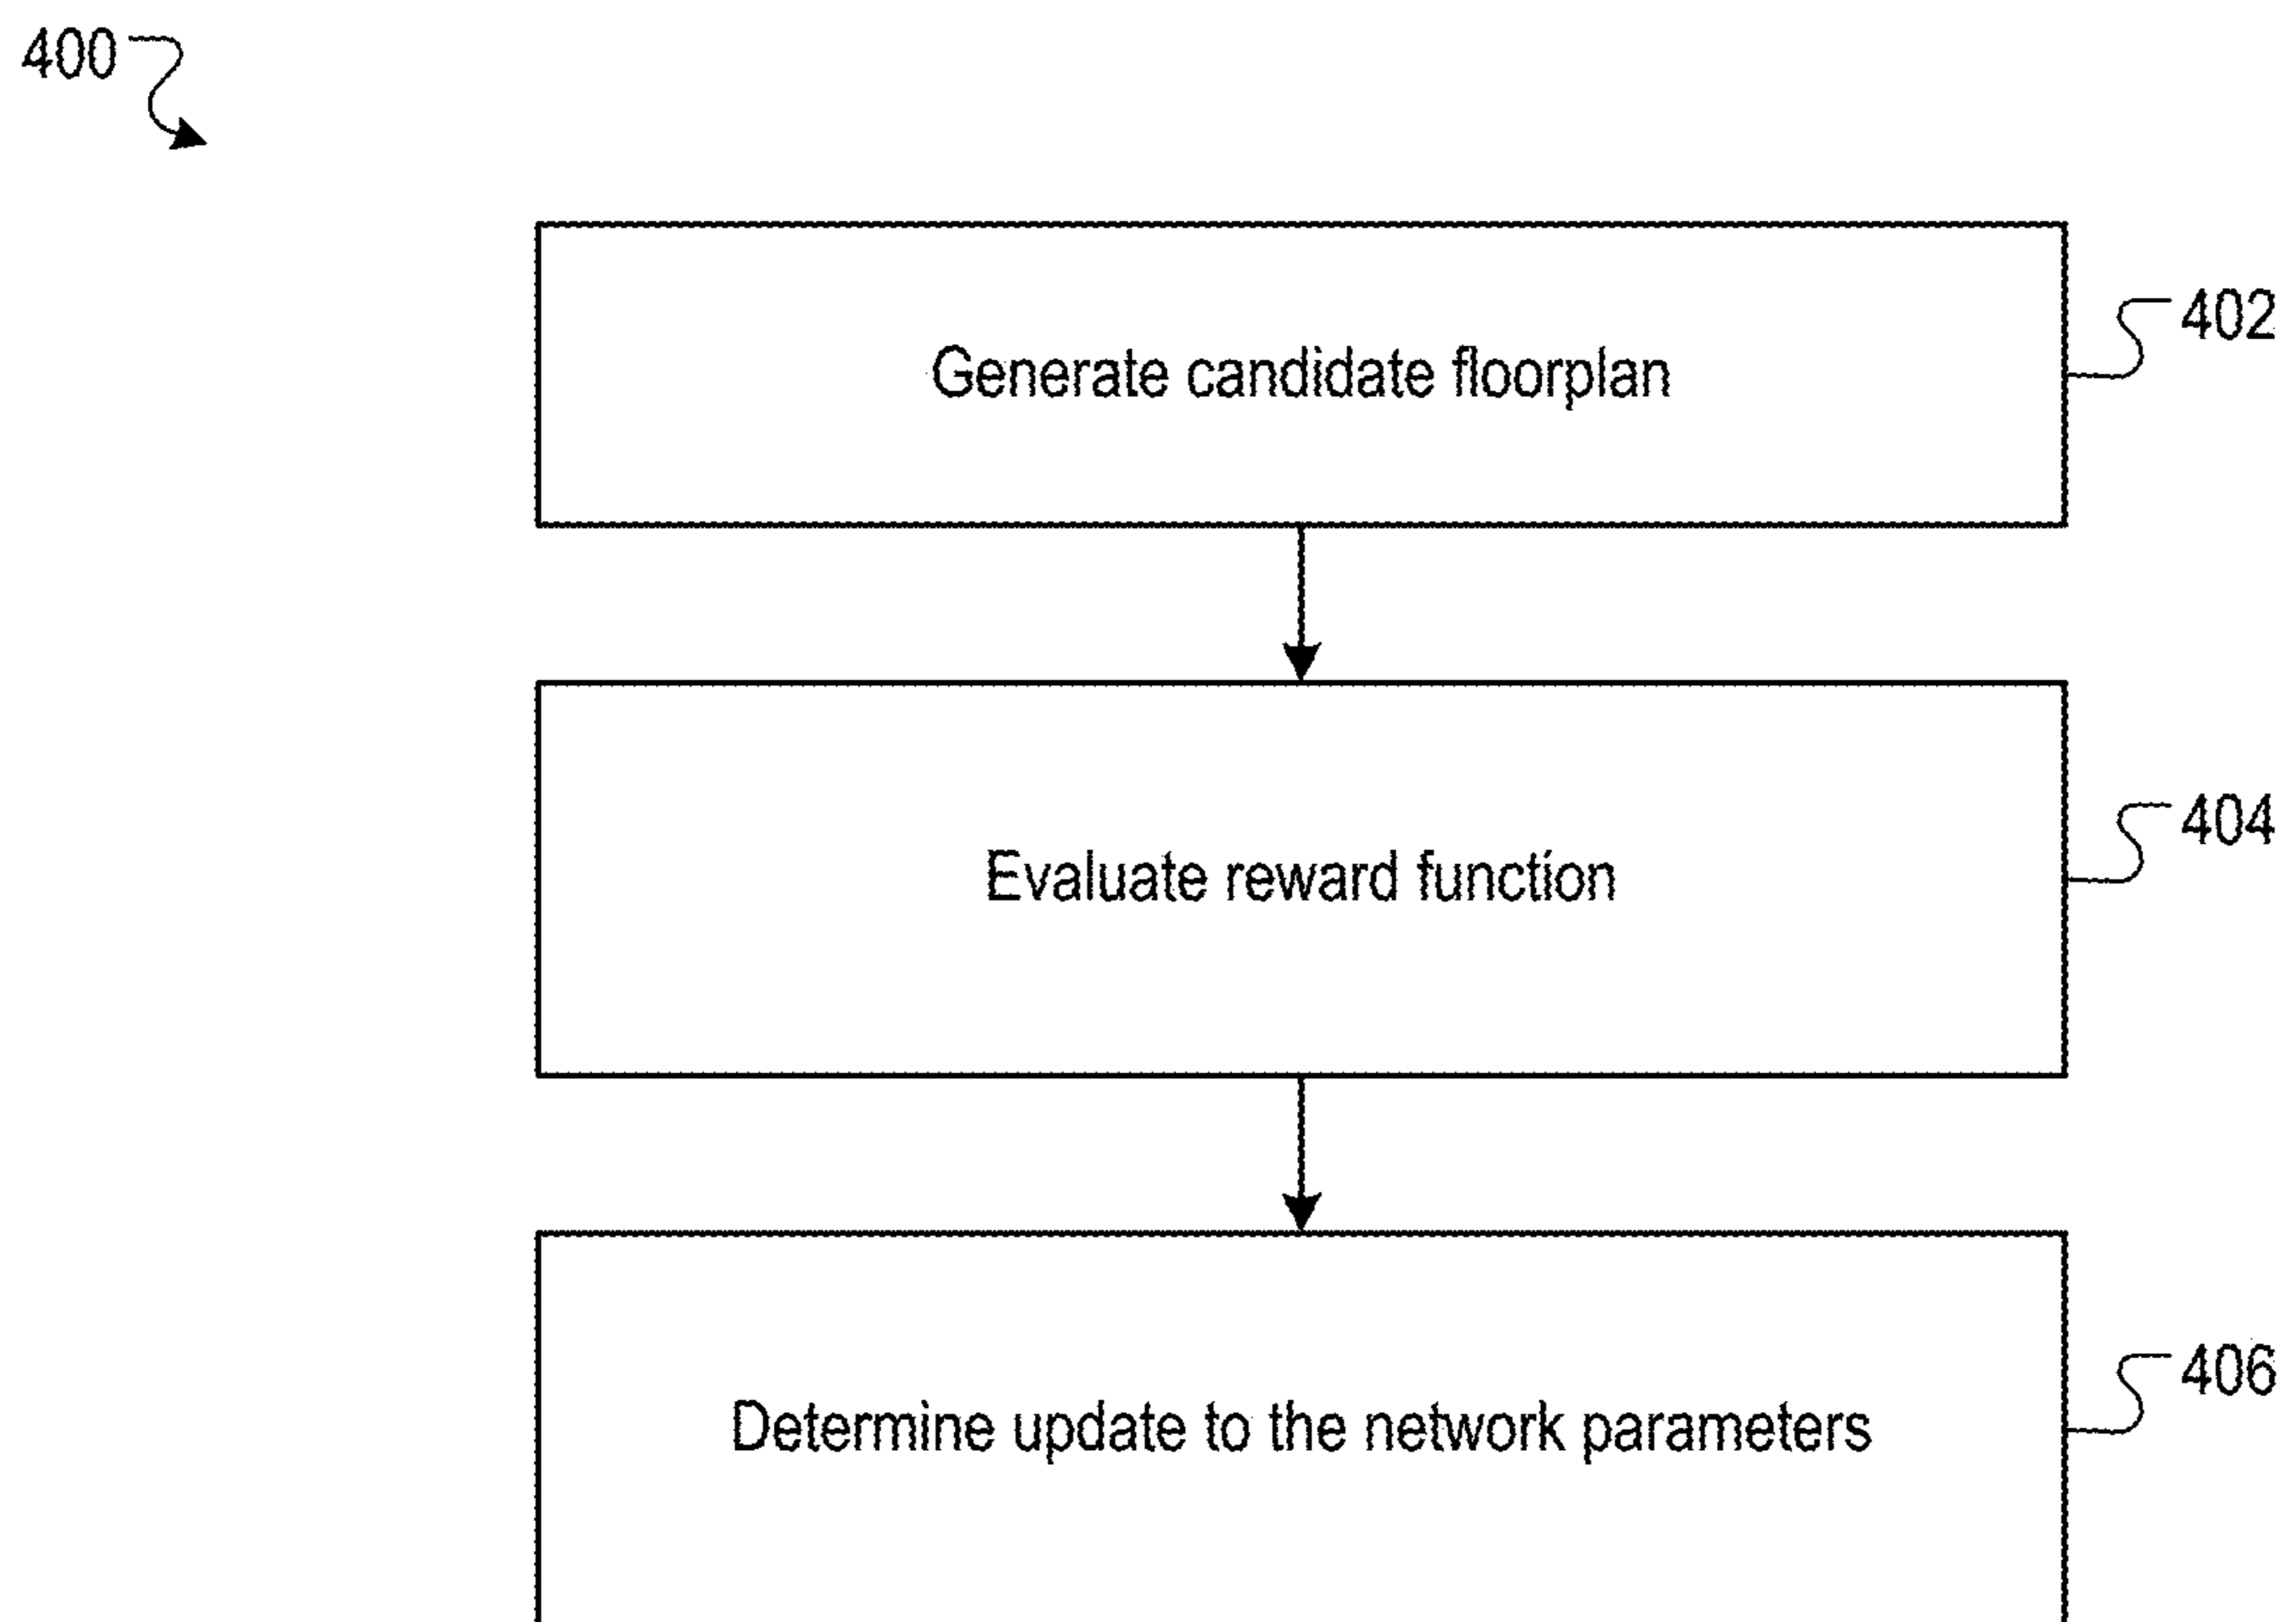 400
Generate candidate floorplan
402
Evaluate reward function
404
Determine update to the network parameters
406